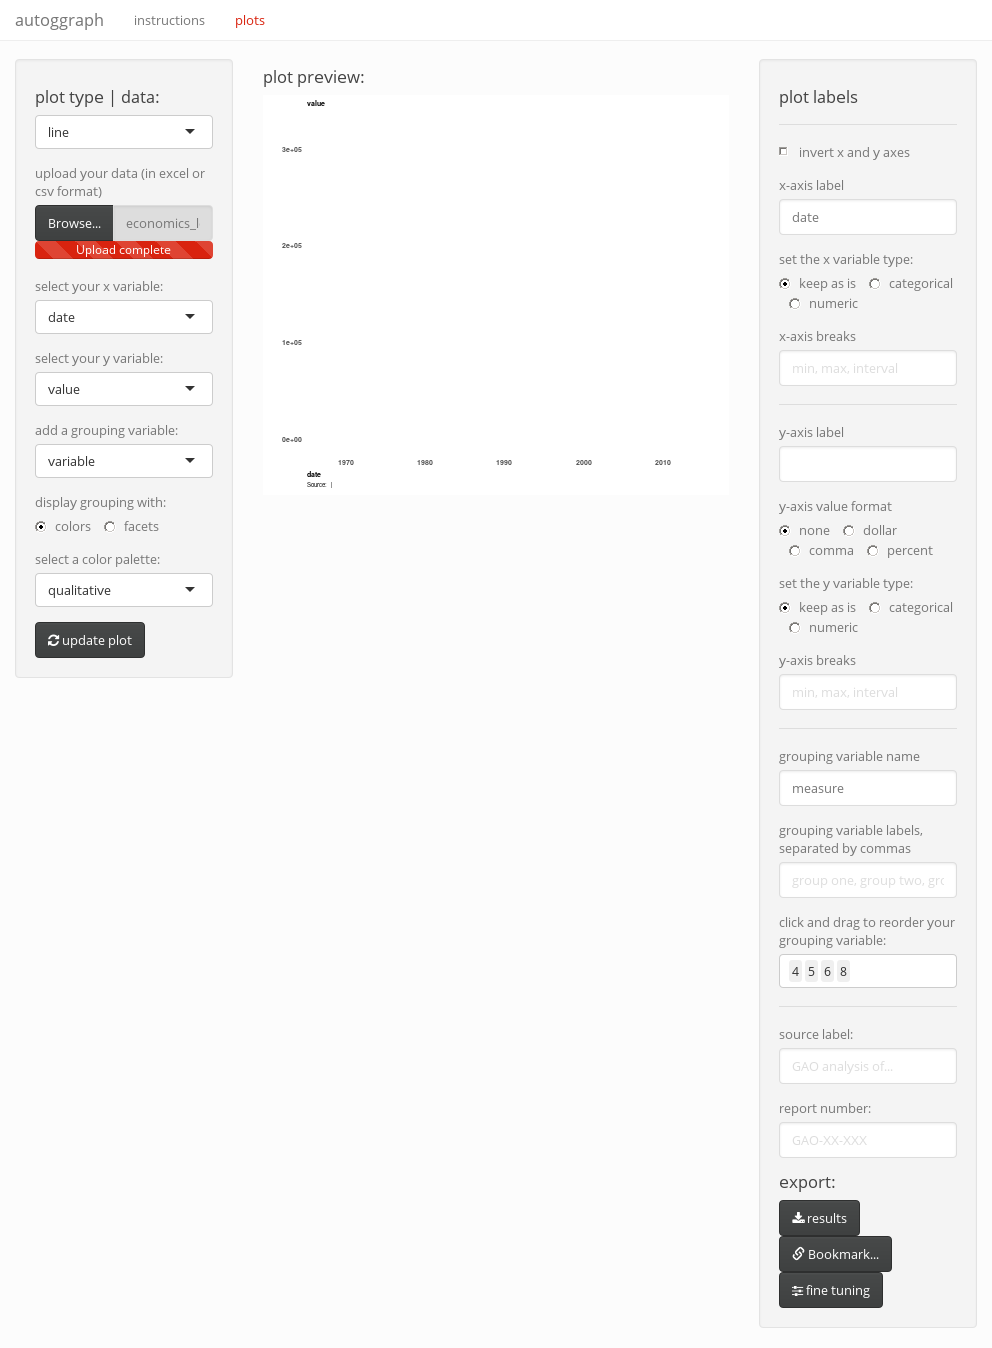 autoggraph
instructions
plots
plot type | data:
line
upload your data (in excel or
csv format)
Browse...
economics_l
Upload complete
select your x variable:
date
select your y variable:
value
add a grouping variable:
variable
display grouping with:
colors
facets
select a color palette:
qualitative
update plot
plot preview:
value
3e+05
2e+05
1e+05
0e+00
1970
1980
1990
2000
2010
date
Source: |
plot labels
invert x and y axes
x-axis label
date
set the x variable type:
keep as is
categorical
numeric
x-axis breaks
min, max, interval
y-axis label
y-axis value format
none
dollar
comma
percent
set the y variable type:
keep as is
categorical
numeric
y-axis breaks
min, max, interval
grouping variable name
measure
grouping variable labels,
separated by commas
group one, group two, gro
click and drag to reorder your
grouping variable:
4 5 6 8
source label:
GAO analysis of...
report number:
GAO-XX-XXX
export:
results
Bookmark...
fine tuning